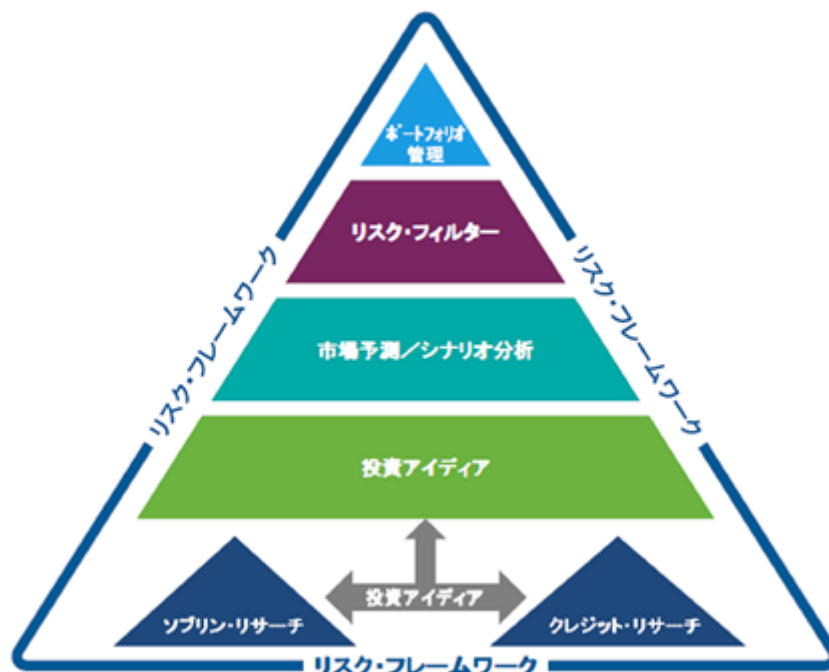 ポートフォリオ
管理
リスク・フィルター
リスク・フレームワーク
リスク・フレームワーク
市場予測／シナリオ分析
投資アイディア
投資アイディア
ソブリン・リサーチ
クレジット・リサーチ
リスク・フレームワーク